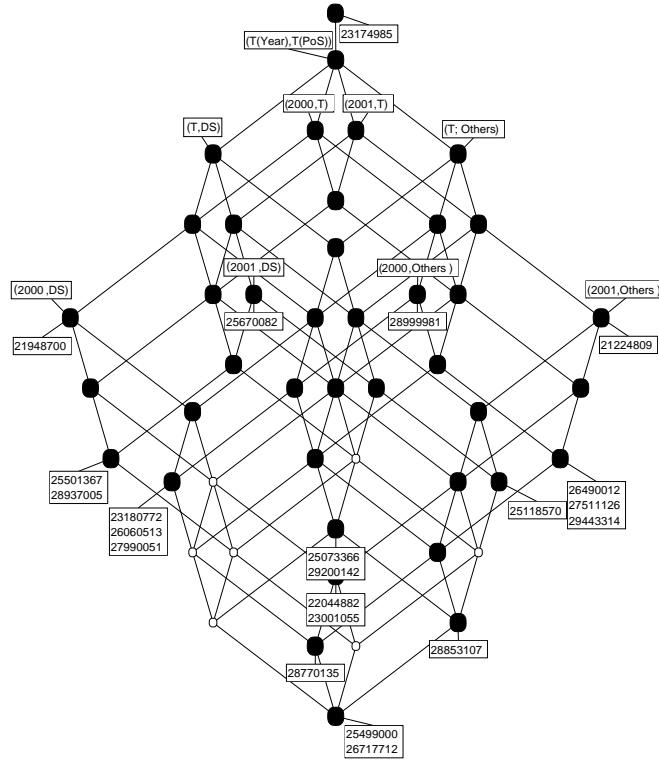 23174985
(T(Year),T(PoS))
(2000,T)
(2001,T)
(T,DS)
(T; Others)
(2001,DS)
(2000,Others )
(2000,DS)
(2001,Others)
25670082
28999981
21948700
21224809
25501367
28937005
26490012
27511126
29443314
25118570
23180772
26060513
27990051
25073366
29200142
22044882
23001055
28853107
28770135
25499000
26717712